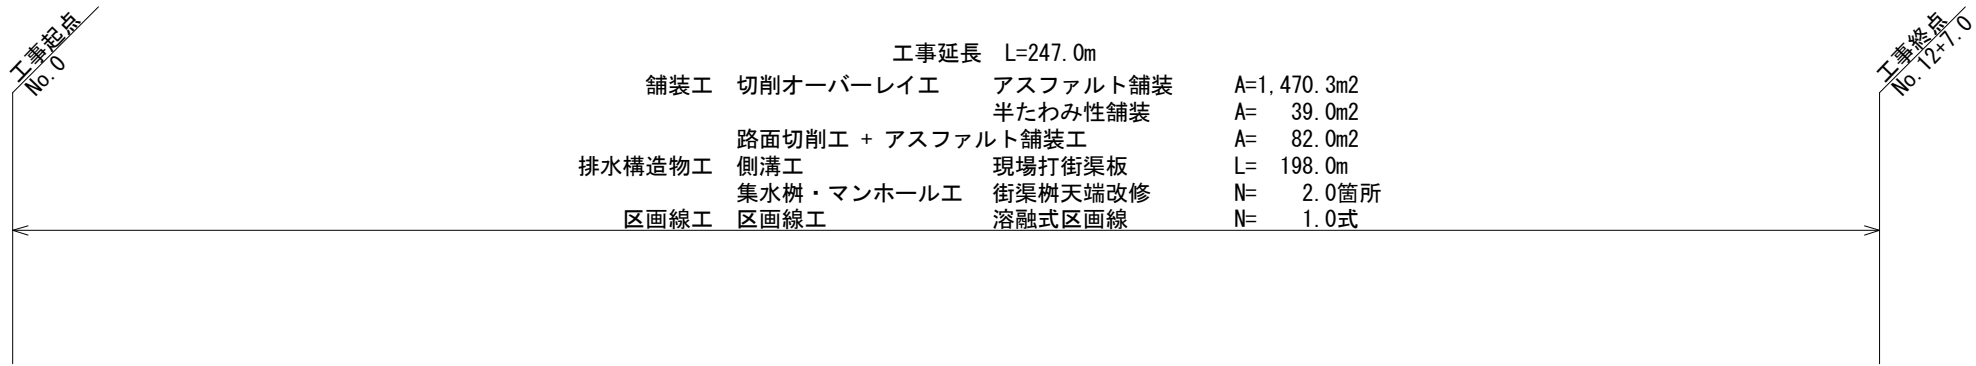 工事起点
No.0
工事延長 L=247.0m
舗装工 切削オーバーレイ工 アスファルト舗装 A=1,470.3m2
半たわみ性舗装 A= 39.0m2
路面切削工 + アスファルト舗装工 A= 82.0m2
排水構造物工 側溝工 現場打街渠板 L= 198.0m
集水桝・マンホール工 街渠桝天端改修 N= 2.0箇所
区画線工 区画線工 溶融式区画線 N= 1.0式
工事終点
No.12+7.0